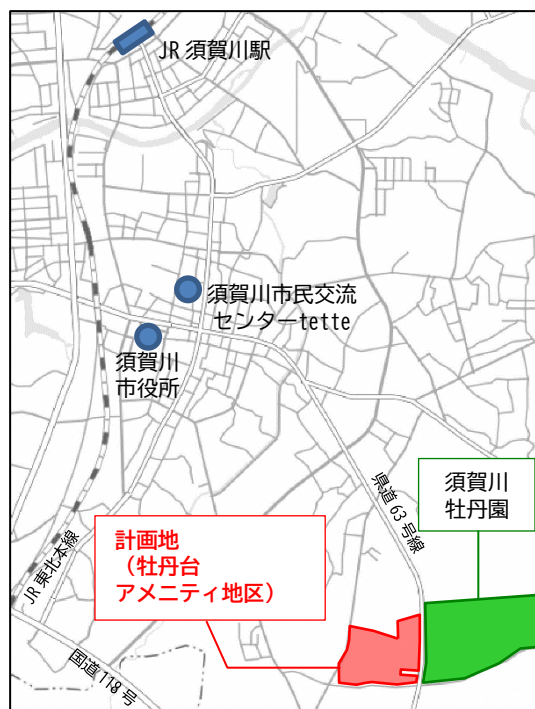 JR 須賀川駅
須賀川市民交流
センターtette
須賀川
市役所
県道 63 号線
須賀川
牡丹園
計画地
（牡丹台
アメニティ地区）
JR 東北本線
国道 118 号